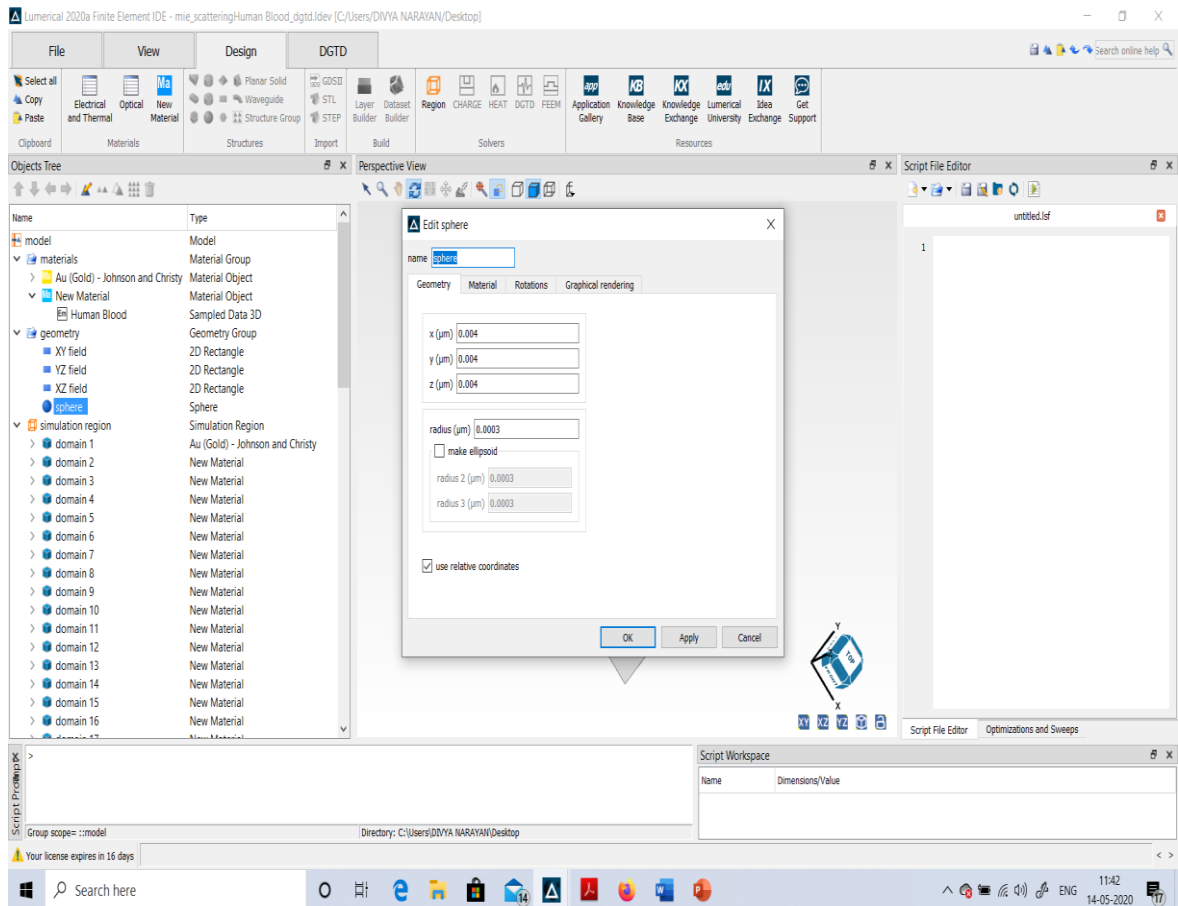 Lumerical 2020a Finite Element IDE - mie_scatteringHuman Blood_dgtd.ldev [C:/Users/DIVYA NARAYAN/Desktop]
File View Design DGTD
Search online help
Select all
Copy
Paste
Clipboard
Electrical and Thermal
Optical
Ma
New Material
Materials
Planar Solid
Waveguide
Structure Group
Structures
GDSII
STL
STEP
Import
Layer Builder
Dataset Builder
Build
Region CHARGE HEAT DGTD FEEM
Solvers
app KB KX edu IX
Application Gallery
Knowledge Base
Knowledge Exchange
Lumerical University
Idea Exchange
Get Support
Resources
Objects Tree
Perspective View
Script File Editor
Name Type
model Model
materials Material Group
Au (Gold) - Johnson and Christy Material Object
New Material Material Object
Em Human Blood Sampled Data 3D
geometry Geometry Group
XY field 2D Rectangle
YZ field 2D Rectangle
XZ field 2D Rectangle
sphere Sphere
simulation region Simulation Region
domain 1 Au (Gold) - Johnson and Christy
domain 2 New Material
domain 3 New Material
domain 4 New Material
domain 5 New Material
domain 6 New Material
domain 7 New Material
domain 8 New Material
domain 9 New Material
domain 10 New Material
domain 11 New Material
domain 12 New Material
domain 13 New Material
domain 14 New Material
domain 15 New Material
domain 16 New Material
Edit sphere X
name sphere
Geometry Material Rotations Graphical rendering
x (µm) 0.004
y (µm) 0.004
z (µm) 0.004
radius (µm) 0.0003
make ellipsoid
radius 2 (µm) 0.0003
radius 3 (µm) 0.0003
use relative coordinates
OK Apply Cancel
Y
TOP
X
XY XZ YZ
untitled.lsf
1
Script File Editor Optimizations and Sweeps
>
Group scope= ::model
Directory: C:\Users\DIVYA NARAYAN\Desktop
Script Workspace
Name Dimensions/Value
Your license expires in 16 days
Search here
14
ENG
11:42
14-05-2020
17